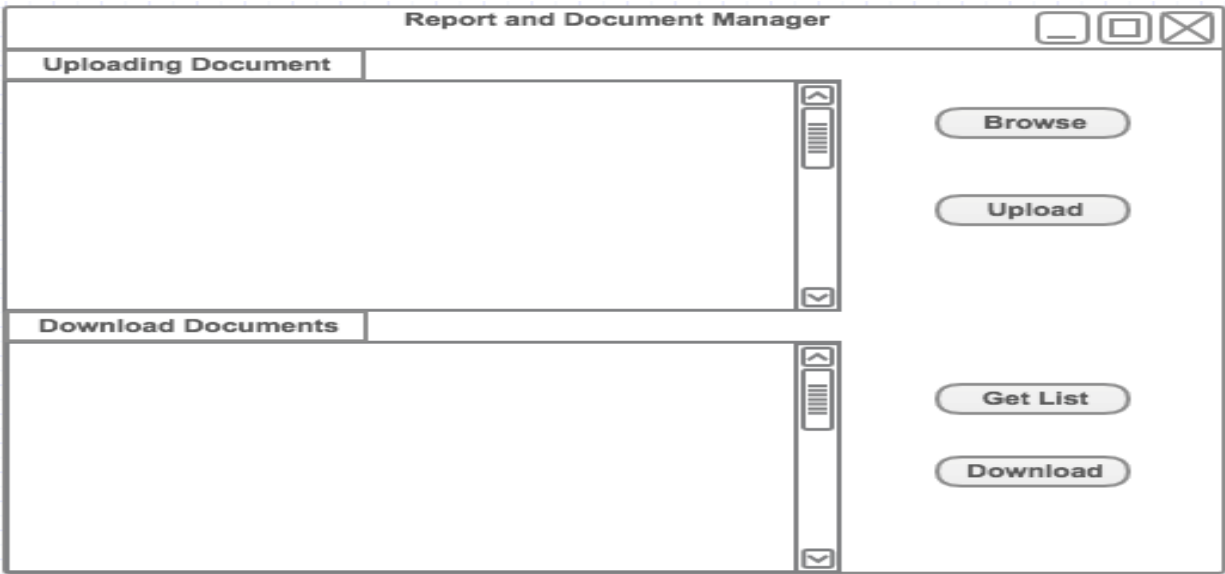 Report and Document Manager
Uploading Document
Browse
Upload
Download Documents
Get List
Download